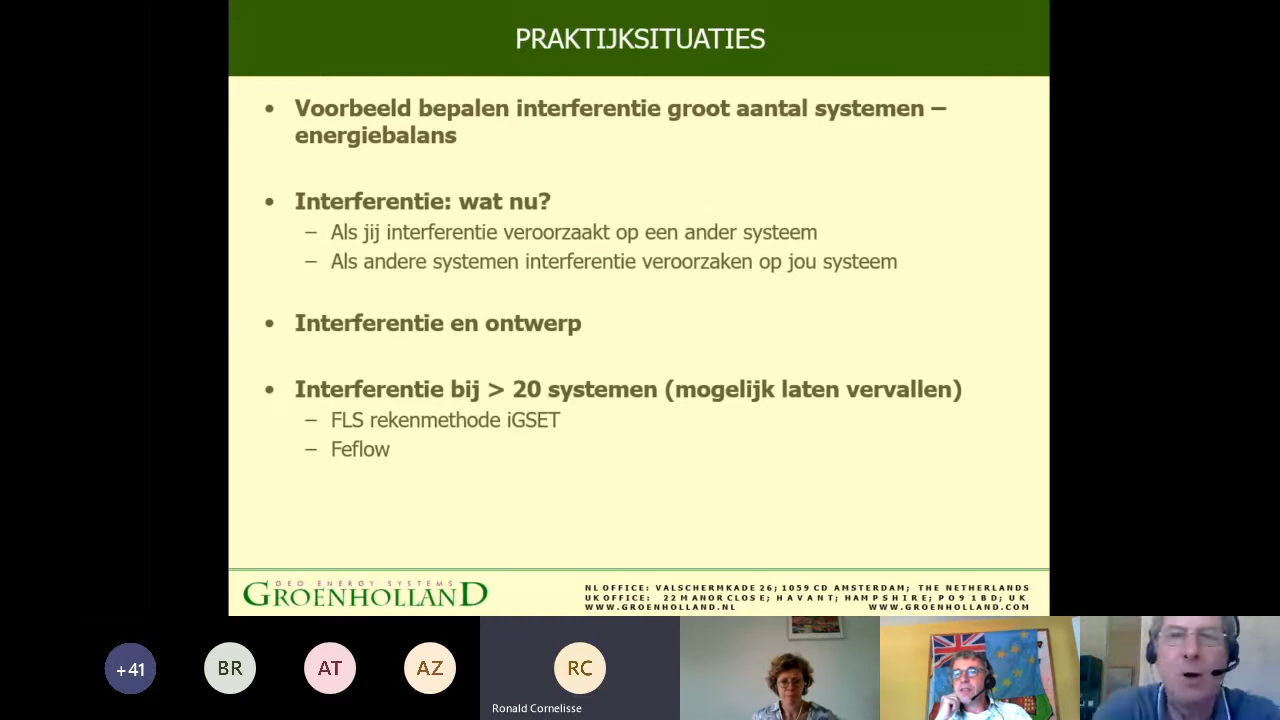 PRAKTIJKSITUATIES
• Voorbeeld bepalen interferentie groot aantal systemen –
energiebalans
• Interferentie: wat nu?
– Als jij interferentie veroorzaakt op een ander systeem
– Als andere systemen interferentie veroorzaken op jou systeem
• Interferentie en ontwerp
• Interferentie bij > 20 systemen (mogelijk laten vervallen)
– FLS rekenmethode iGSET
– Feflow
GEO ENERGY SYSTEMS
GROENHOLLAND
NL OFFICE: VALSCHERMKADE 26; 1059 CD AMSTERDAM; THE NETHERLANDS
UK OFFICE: 22 MANOR CLOSE; HAVANT; HAMPSHIRE; PO9 1BD; UK
WWW.GROENHOLLAND.NL WWW.GROENHOLLAND.COM
+41 BR AT AZ RC
Ronald Cornelisse